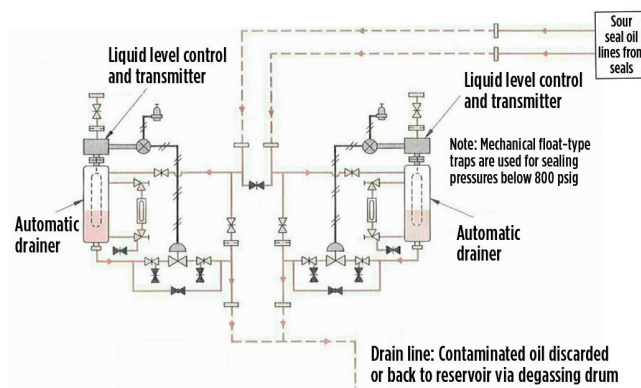 Sour
seal oil
lines from
seals
Liquid level control
and transmitter
Liquid level control
and transmitter
Note: Mechanical float-type
traps are used for sealing
pressures below 800 psig
Automatic
drainer
Automatic
drainer
Drain line: Contaminated oil discarded
or back to reservoir via degassing drum